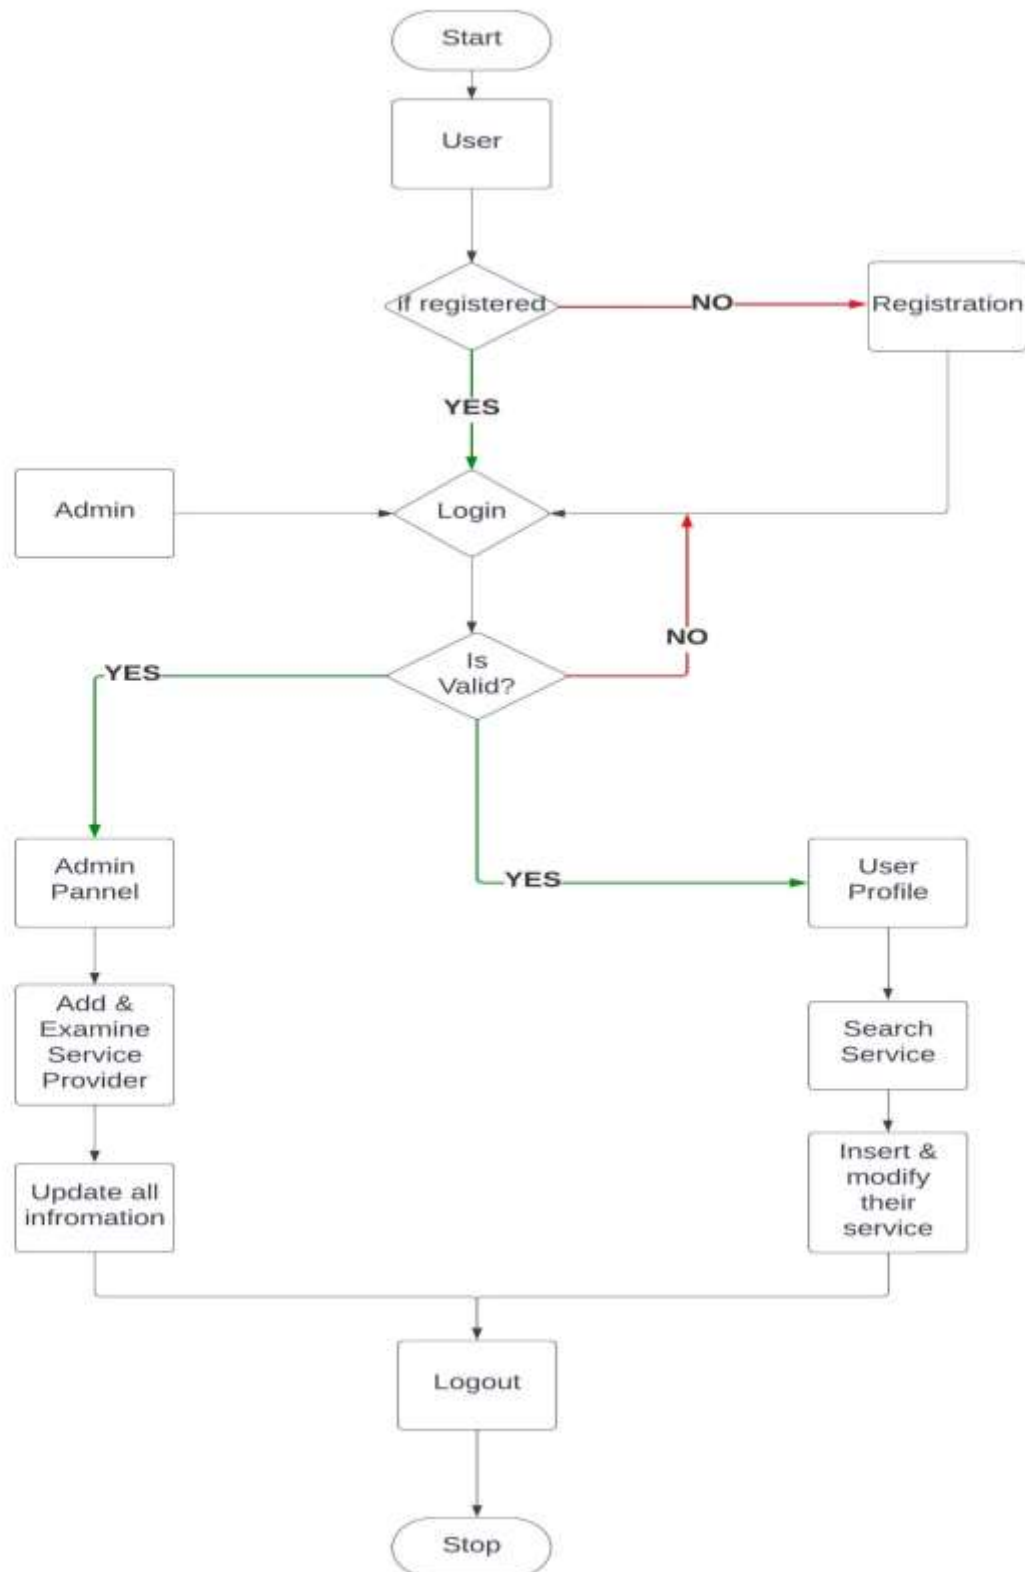 Start
User
if registered
NO
Registration
YES
Admin
Login
NO
Is
Valid?
YES
Admin
Pannel
YES
User
Profile
Add &
Examine
Service
Provider
Search
Service
Update all
infromation
Insert &
modify
their
service
Logout
Stop